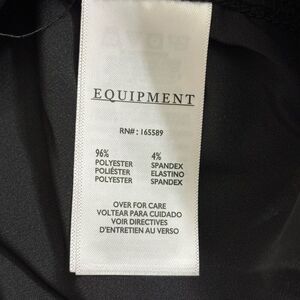 EQUIPMENT
RN#: 165589
96% 4%
POLYESTER SPANDEX
POLIÉSTER ELASTINO
POLYESTER SPANDEX
OVER FOR CARE
VOLTEAR PARA CUIDADO
VOIR DIRECTIVES
D'ENTRETIEN AU VERSO